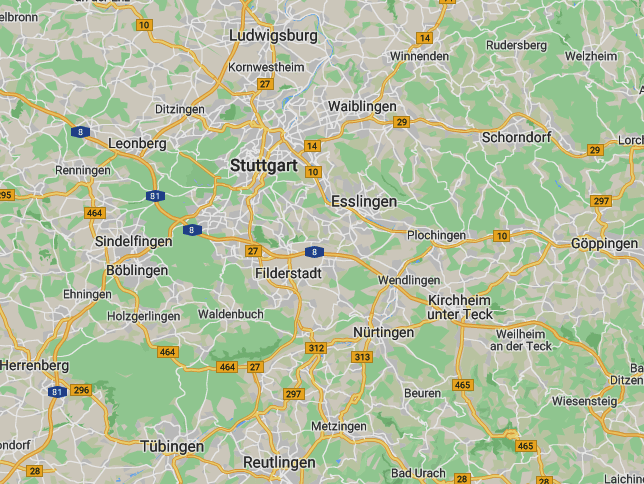 10
Ludwigsburg
14
Rudersberg
Winnenden
Welzheim
Kornwestheim
27
Ditzingen
Waiblingen
29
8
Leonberg
14
Schorndorf
29
Stuttgart
Renningen
10
295
81
Esslingen
297
464
8
Plochingen
10
Sindelfingen
Göppingen
27
8
Böblingen
Filderstadt
Wendlingen
Ehningen
Kirchheim
unter Teck
Holzgerlingen
Waldenbuch
Nürtingen
Weilheim
an der Teck
464
312
313
Herrenberg
464
27
465
81
296
297
Beuren
Wiesensteig
Metzingen
Tübingen
465
Reutlingen
28
Bad Urach
28
28